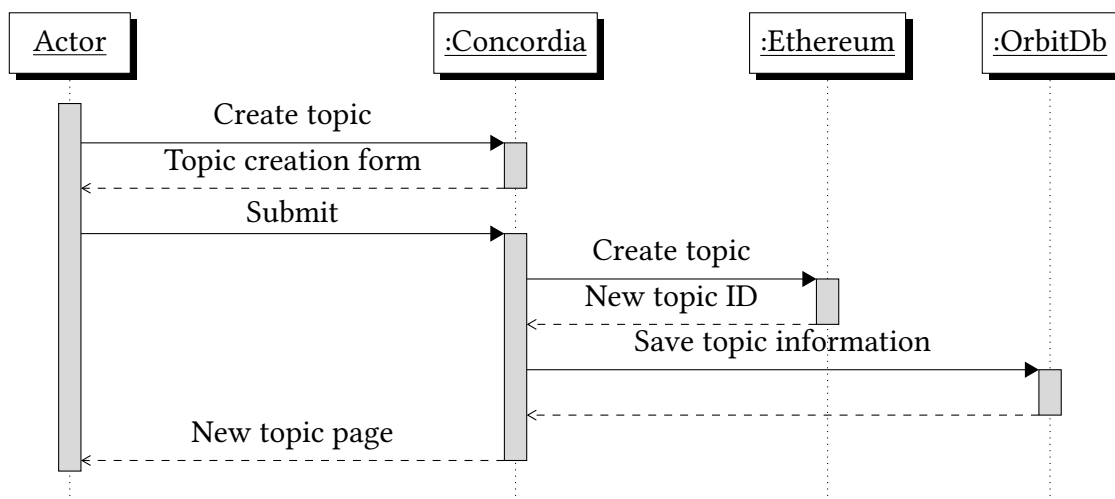 Actor
:Concordia
:Ethereum
:OrbitDb
Create topic
Topic creation form
Submit
Create topic
New topic ID
Save topic information
New topic page